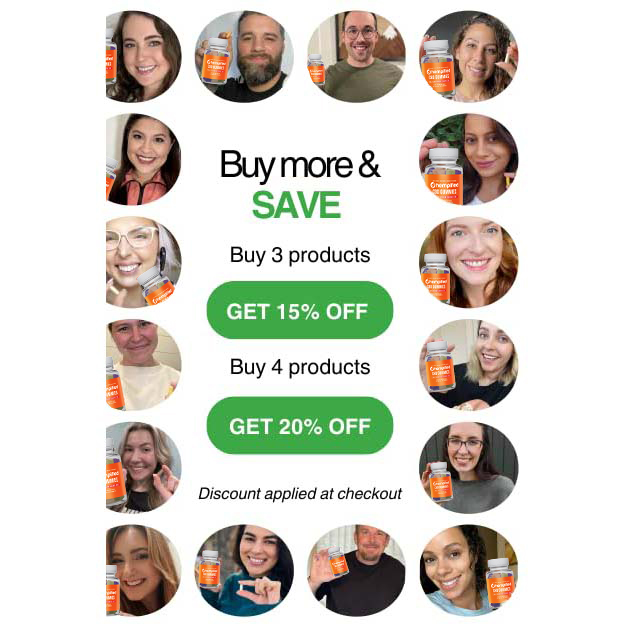 Buy more &
SAVE
Buy 3 products
GET 15% OFF
Buy 4 products
GET 20% OFF
Discount applied at checkout